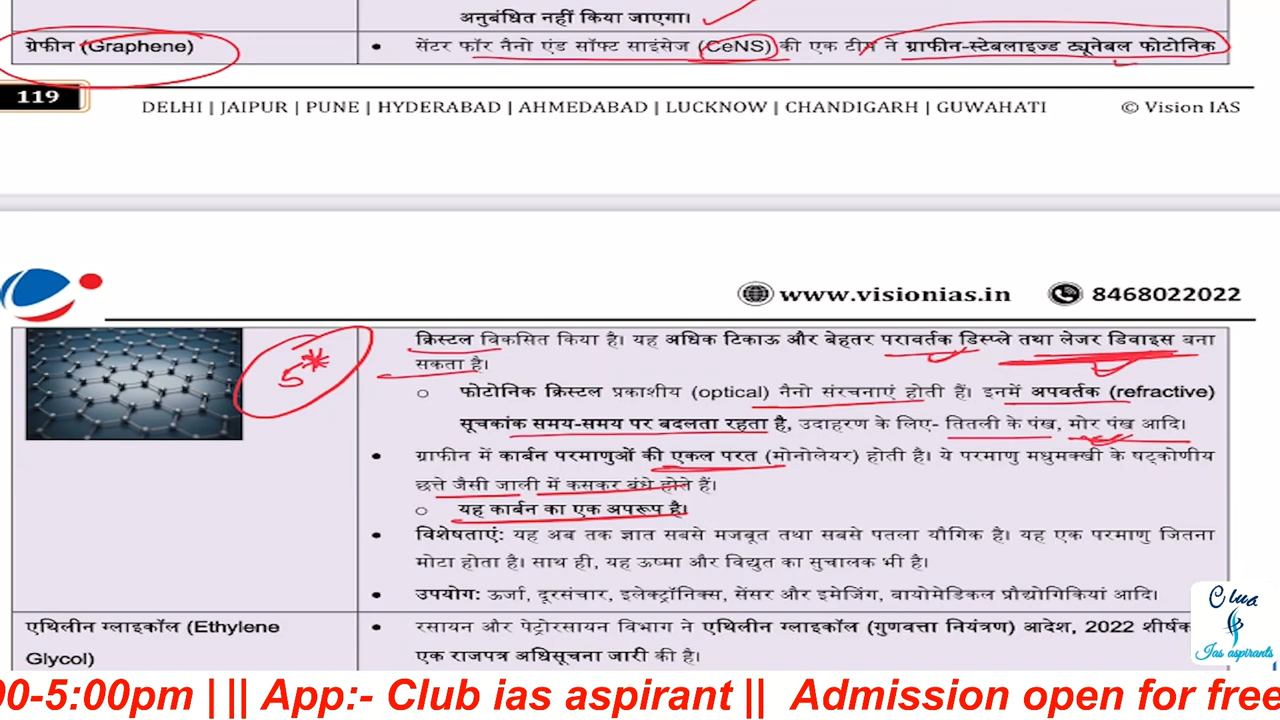 अनुबंधित नहीं किया जाएगा।
ग्रेफीन (Graphene)
• सेंटर फॉर नैनो एंड सॉफ्ट साइंसेज (CeNS) की एक टीम ने ग्राफीन-स्टेबलाइज्ड ट्यूनेबल फोटोनिक
119
DELHI | JAIPUR | PUNE | HYDERABAD | AHMEDABAD | LUCKNOW | CHANDIGARH | GUWAHATI
© Vision IAS
www.visionias.in
8468022022
5*
क्रिस्टल विकसित किया है। यह अधिक टिकाऊ और बेहतर परावर्तक डिस्प्ले तथा लेजर डिवाइस बना
सकता है।
○ फोटोनिक क्रिस्टल प्रकाशीय (optical) नैनो संरचनाएं होती हैं। इनमें अपवर्तक (refractive)
सूचकांक समय-समय पर बदलता रहता है, उदाहरण के लिए- तितली के पंख, मोर पंख आदि।
• ग्राफीन में कार्बन परमाणुओं की एकल परत (मोनोलेयर) होती है। ये परमाणु मधुमक्खी के षट्कोणीय
छत्ते जैसी जाली में कसकर बंधे होते हैं।
○ यह कार्बन का एक अपरूप है।
• विशेषताएं: यह अब तक ज्ञात सबसे मजबूत तथा सबसे पतला यौगिक है। यह एक परमाणु जितना
मोटा होता है। साथ ही, यह ऊष्मा और विद्युत का सुचालक भी है।
• उपयोग: ऊर्जा, दूरसंचार, इलेक्ट्रॉनिक्स, सेंसर और इमेजिंग, बायोमेडिकल प्रौद्योगिकियां आदि।
एथिलीन ग्लाइकॉल (Ethylene
Glycol)
• रसायन और पेट्रोरसायन विभाग ने एथिलीन ग्लाइकॉल (गुणवत्ता नियंत्रण) आदेश, 2022 शीर्षक
एक राजपत्र अधिसूचना जारी की है।
Club
Ias aspirants
00-5:00pm | || App:- Club ias aspirant || Admission open for free